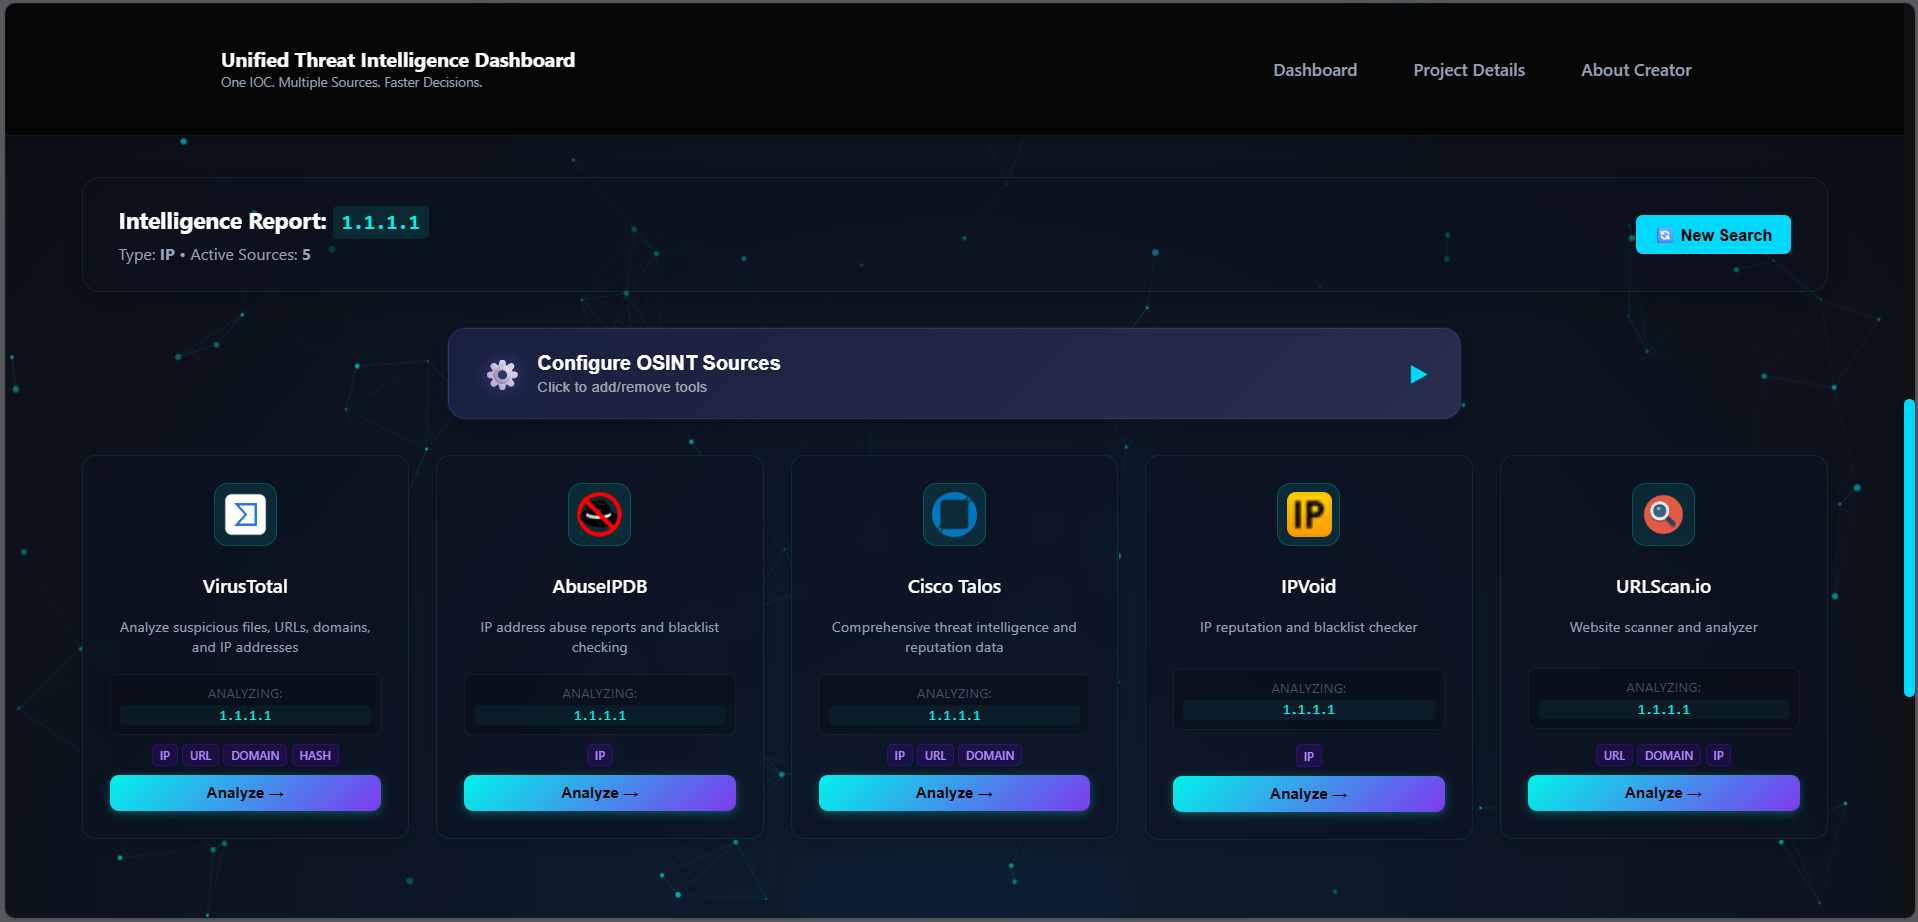 Unified Threat Intelligence Dashboard
One IOC. Multiple Sources. Faster Decisions.
Dashboard
Project Details
About Creator
Intelligence Report: 1.1.1.1
Type: IP • Active Sources: 5
New Search
Configure OSINT Sources
Click to add/remove tools
VirusTotal
Analyze suspicious files, URLs, domains,
and IP addresses
ANALYZING:
1.1.1.1
IP URL DOMAIN HASH
Analyze →
AbuseIPDB
IP address abuse reports and blacklist
checking
ANALYZING:
1.1.1.1
IP
Analyze →
Cisco Talos
Comprehensive threat intelligence and
reputation data
ANALYZING:
1.1.1.1
IP URL DOMAIN
Analyze →
IP
IPVoid
IP reputation and blacklist checker
ANALYZING:
1.1.1.1
IP
Analyze →
URLScan.io
Website scanner and analyzer
ANALYZING:
1.1.1.1
URL DOMAIN IP
Analyze →